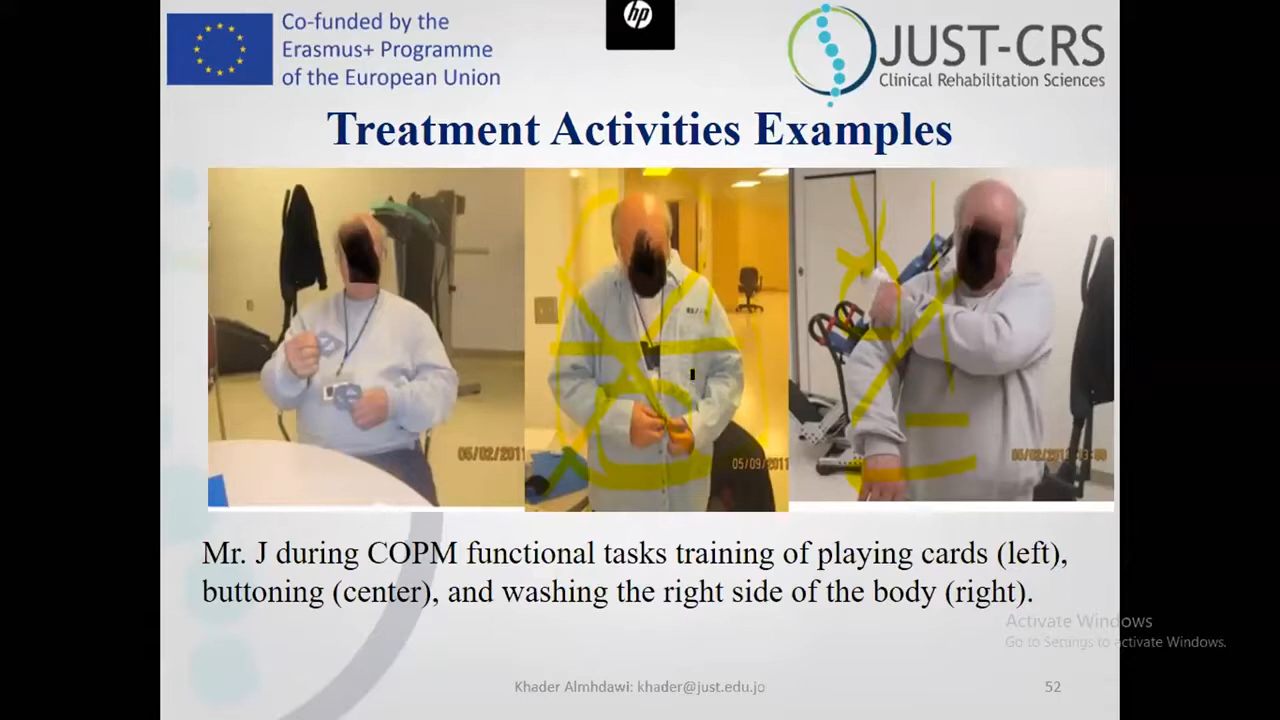 Co-funded by the
Erasmus+ Programme
of the European Union
hp
JUST-CRS
Clinical Rehabilitation Sciences
Treatment Activities Examples
05/02/2011
05/09/2011
Mr. J during COPM functional tasks training of playing cards (left),
buttoning (center), and washing the right side of the body (right).
Activate Windows
Go to Settings to activate Windows.
Khader Almhdawi: khader@just.edu.jo
52